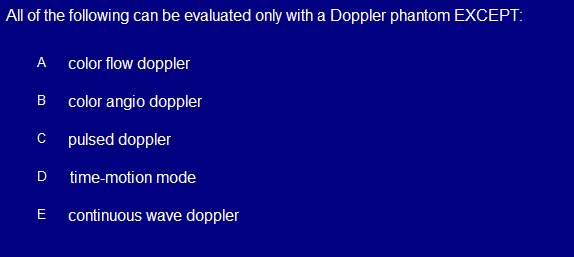 All of the following can be evaluated only with a Doppler phantom EXCEPT:
A color flow doppler
B color angio doppler
C pulsed doppler
D time-motion mode
E continuous wave doppler